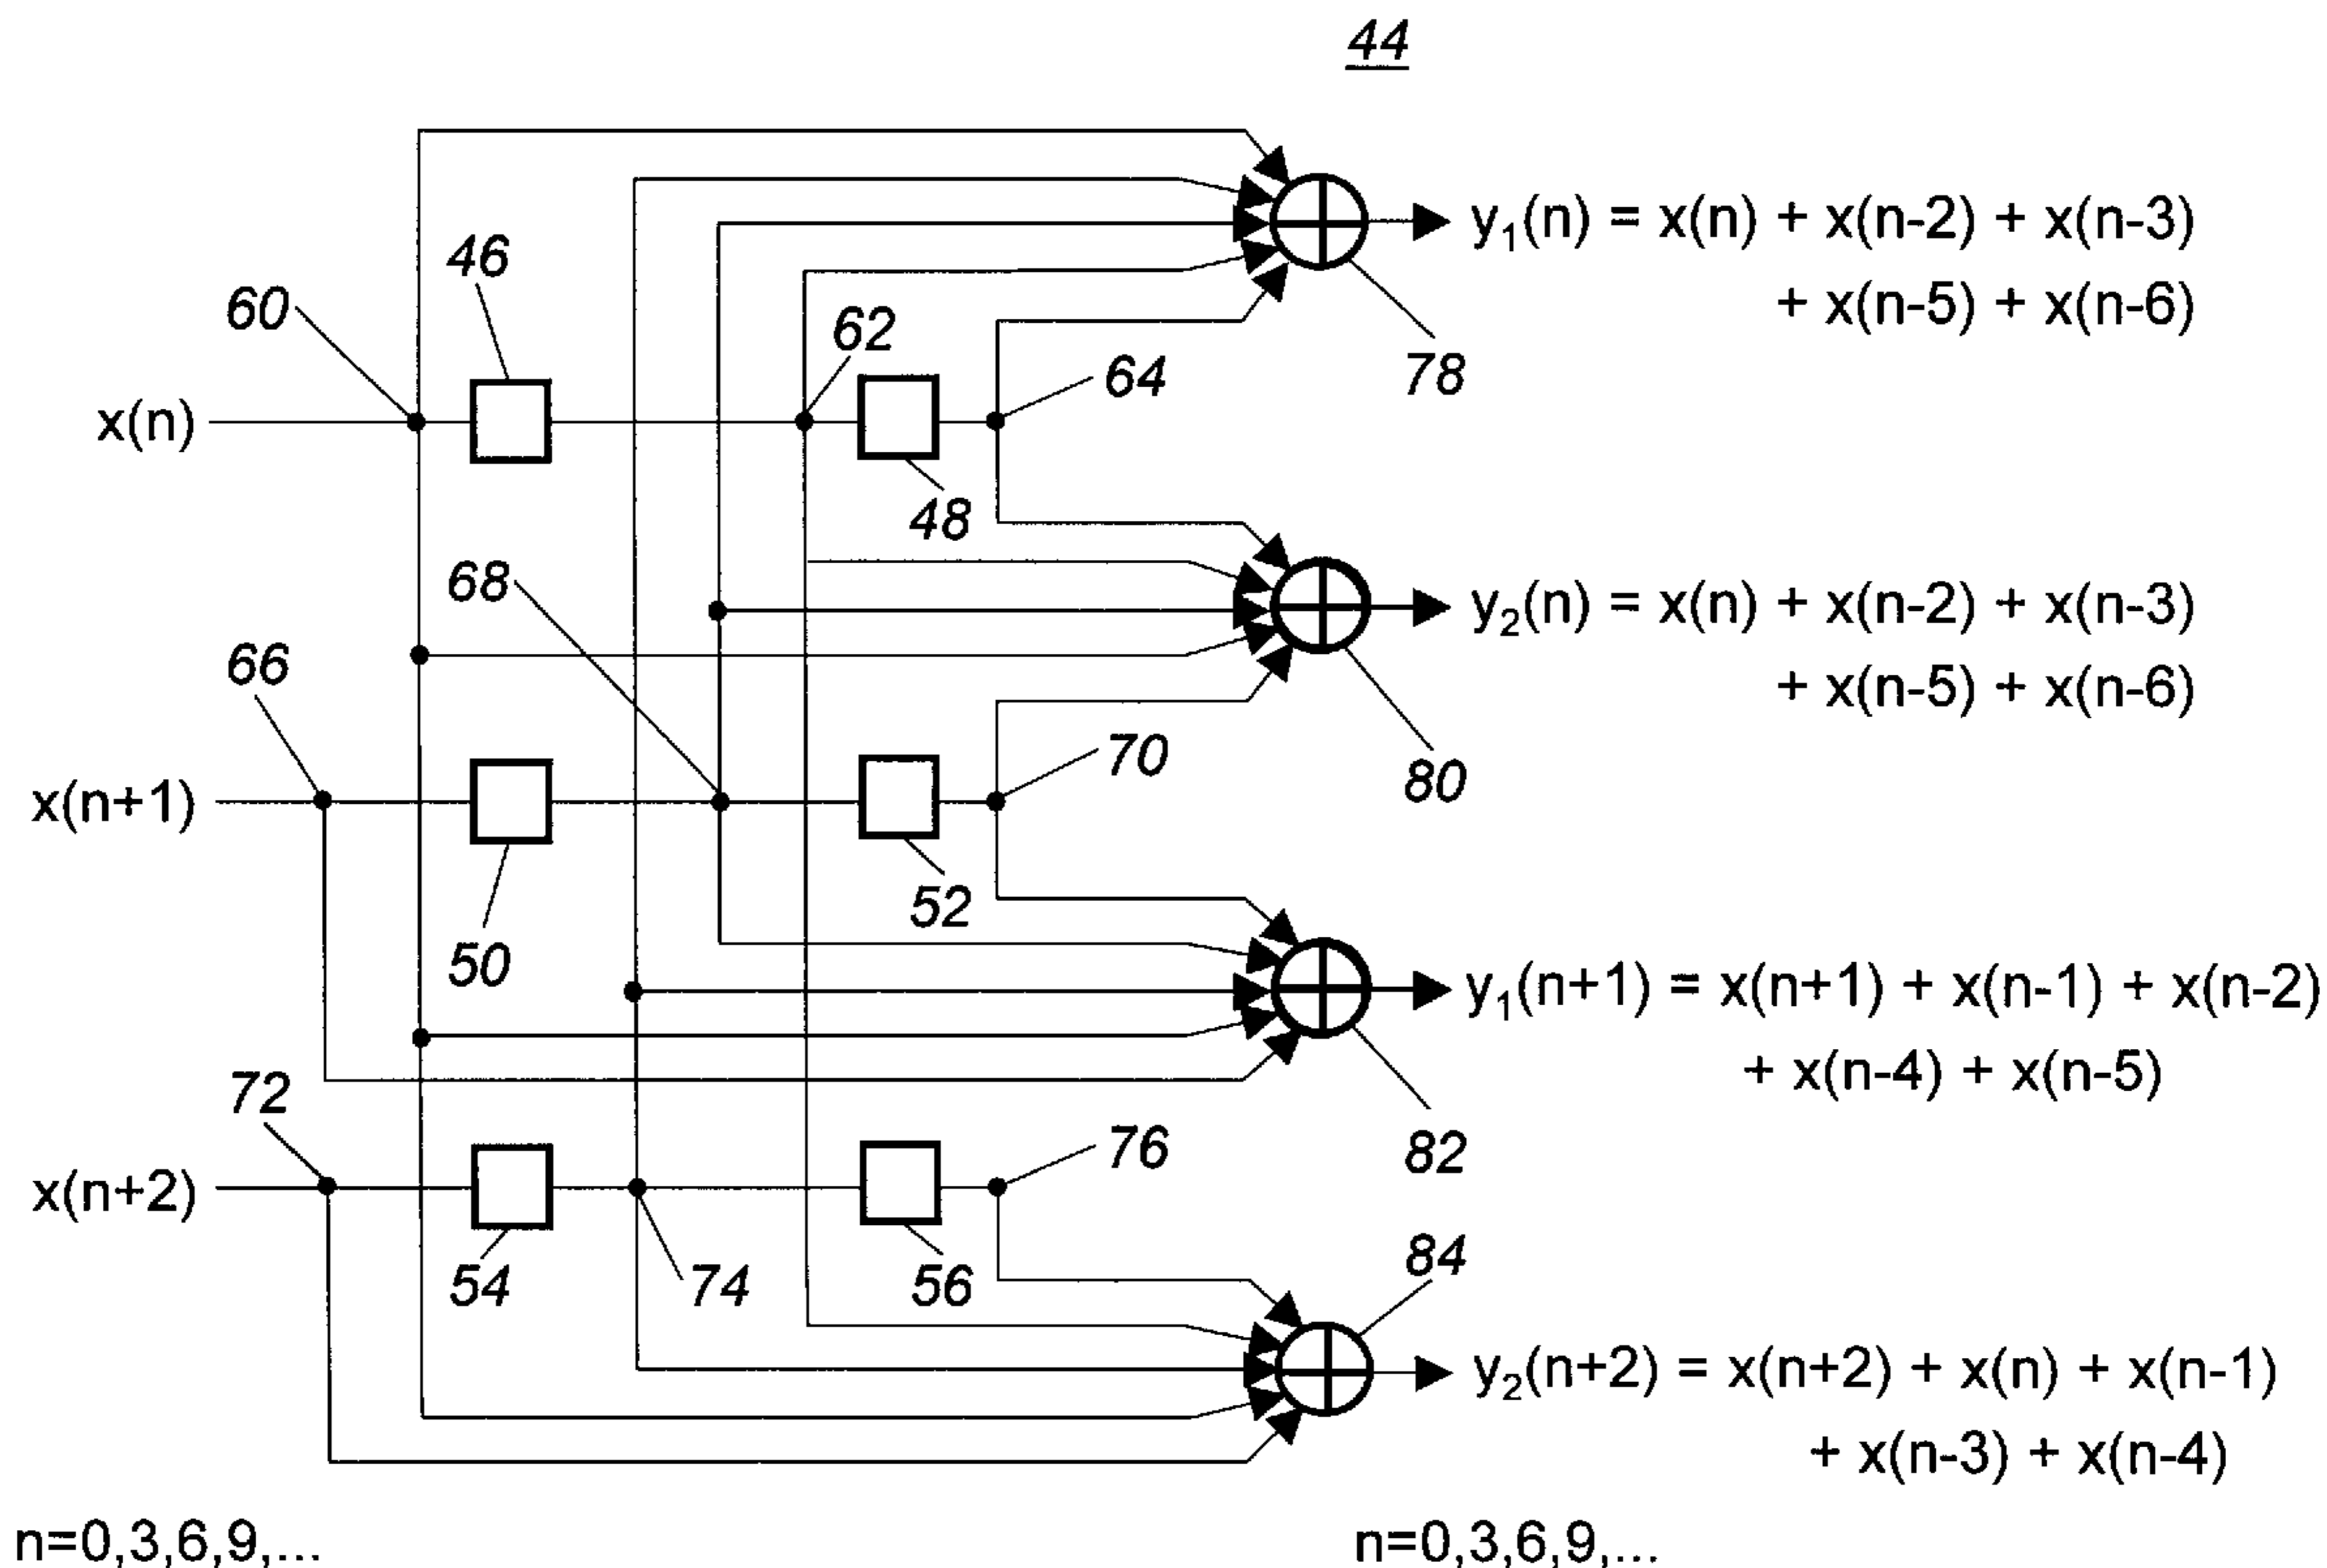 44
y₁(n) = x(n) + x(n-2) + x(n-3)
+ x(n-5) + x(n-6)
78
46
60
62
64
x(n)
48
y₂(n) = x(n) + x(n-2) + x(n-3)
+ x(n-5) + x(n-6)
80
68
66
70
x(n+1)
50
52
y₁(n+1) = x(n+1) + x(n-1) + x(n-2)
+ x(n-4) + x(n-5)
82
72
76
x(n+2)
54
74
56
84
y₂(n+2) = x(n+2) + x(n) + x(n-1)
+ x(n-3) + x(n-4)
n=0,3,6,9,...
n=0,3,6,9,...